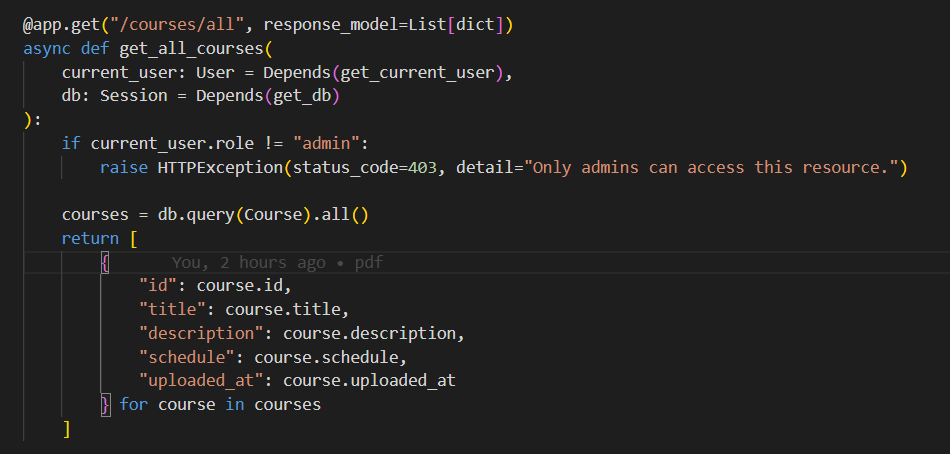 @app.get("/courses/all", response_model=List[dict])
async def get_all_courses(
    current_user: User = Depends(get_current_user),
    db: Session = Depends(get_db)
):
    if current_user.role != "admin":
        raise HTTPException(status_code=403, detail="Only admins can access this resource.")

    courses = db.query(Course).all()
    return [
        {       You, 2 hours ago • pdf
            "id": course.id,
            "title": course.title,
            "description": course.description,
            "schedule": course.schedule,
            "uploaded_at": course.uploaded_at
        } for course in courses
    ]